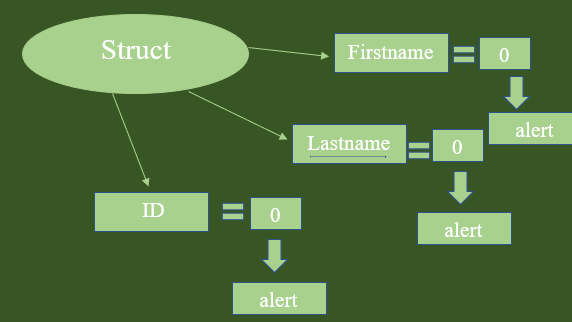 Struct
Firstname = 0
alert
Lastname = 0
alert
ID = 0
alert